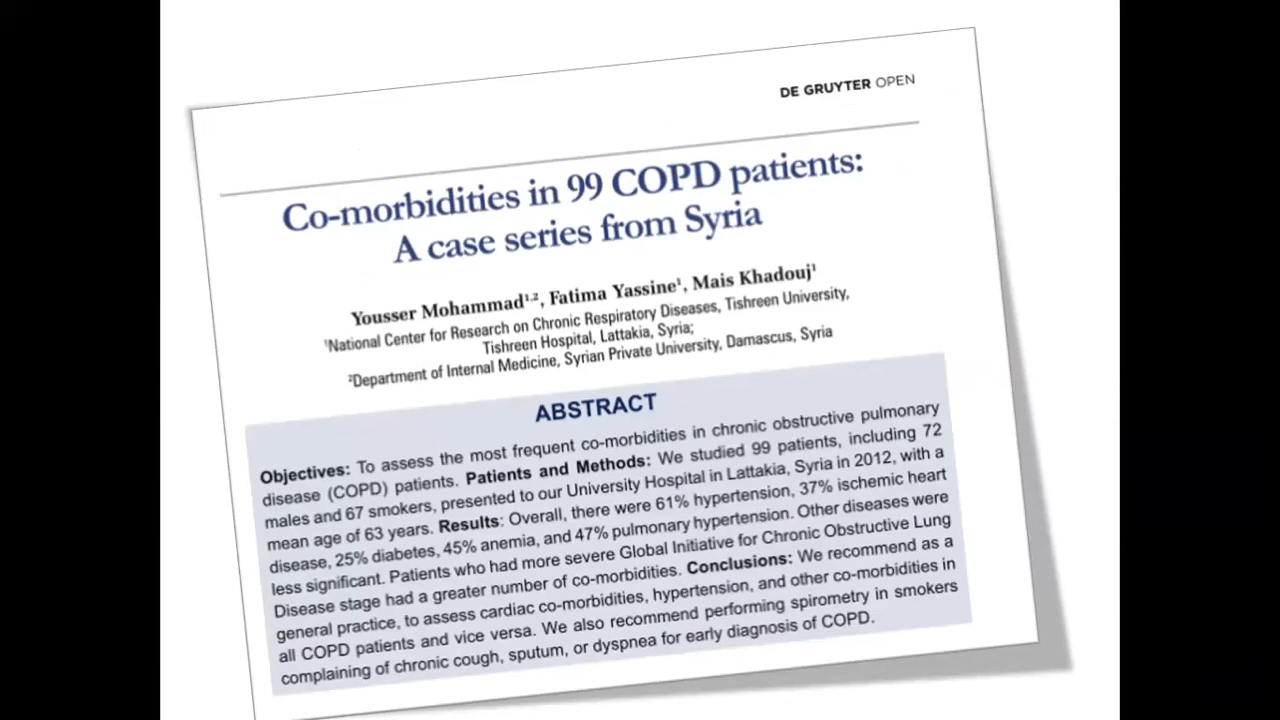 DE GRUYTER OPEN
Co-morbidities in 99 COPD patients:
A case series from Syria
Yousser Mohammad¹,², Fatima Yassine¹, Mais Khadouj¹
¹National Center for Research on Chronic Respiratory Diseases, Tishreen University,
Tishreen Hospital, Lattakia, Syria;
²Department of Internal Medicine, Syrian Private University, Damascus, Syria
ABSTRACT
Objectives: To assess the most frequent co-morbidities in chronic obstructive pulmonary
disease (COPD) patients. Patients and Methods: We studied 99 patients, including 72
males and 67 smokers, presented to our University Hospital in Lattakia, Syria in 2012, with a
mean age of 63 years. Results: Overall, there were 61% hypertension, 37% ischemic heart
disease, 25% diabetes, 45% anemia, and 47% pulmonary hypertension. Other diseases were
less significant. Patients who had more severe Global Initiative for Chronic Obstructive Lung
Disease stage had a greater number of co-morbidities. Conclusions: We recommend as a
general practice, to assess cardiac co-morbidities, hypertension, and other co-morbidities in
all COPD patients and vice versa. We also recommend performing spirometry in smokers
complaining of chronic cough, sputum, or dyspnea for early diagnosis of COPD.